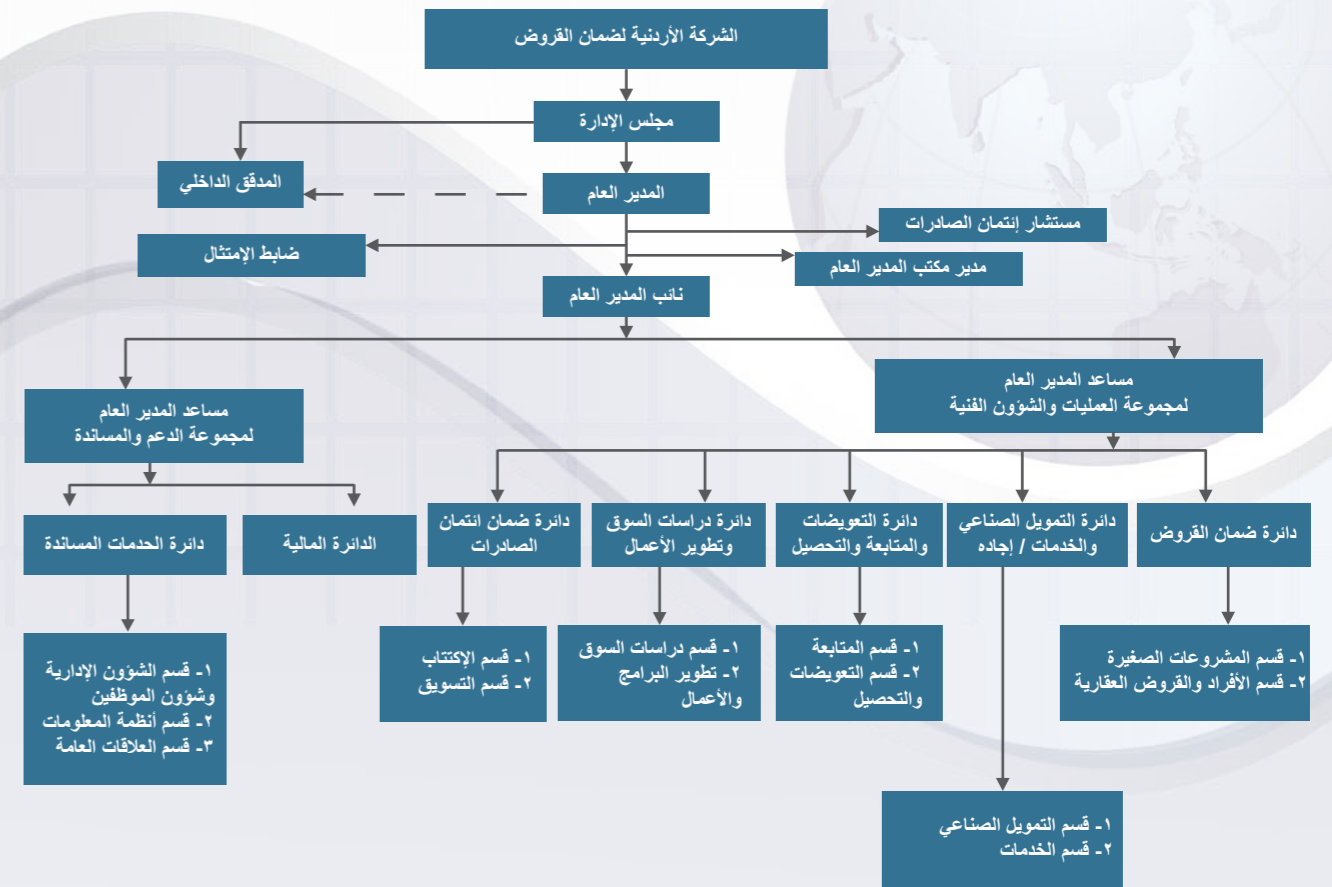 الشركة الأردنية لضمان القروض
مجلس الإدارة
المدقق الداخلي
المدير العام
مستشار إئتمان الصادرات
ضابط الإمتثال
مدير مكتب المدير العام
نائب المدير العام
مساعد المدير العام
لمجموعة العمليات والشؤون الفنية
مساعد المدير العام
لمجموعة الدعم والمساندة
دائرة ضمان القروض
دائرة التمويل الصناعي
والخدمات / إجاده
دائرة التعويضات
والمتابعة والتحصيل
دائرة دراسات السوق
وتطوير الأعمال
دائرة ضمان ائتمان
الصادرات
الدائرة المالية
دائرة الخدمات المساندة
١- قسم المشروعات الصغيرة
٢- قسم الأفراد والقروض العقارية
١- قسم المتابعة
٢- قسم التعويضات
والتحصيل
١- قسم دراسات السوق
٢- تطوير البرامج
والأعمال
١- قسم الإكتتاب
٢- قسم التسويق
١- قسم الشؤون الإدارية
وشؤون الموظفين
٢- قسم أنظمة المعلومات
٣- قسم العلاقات العامة
١- قسم التمويل الصناعي
٢- قسم الخدمات